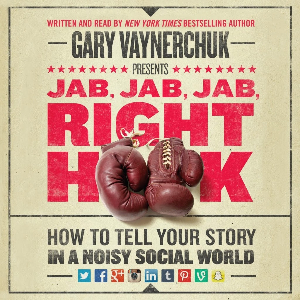 WRITTEN AND READ BY NEW YORK TIMES BESTSELLING AUTHOR
GARY VAYNERCHUK
PRESENTS
JAB, JAB, JAB,
RIGHT
HOOK
HOW TO TELL YOUR STORY
IN A NOISY SOCIAL WORLD